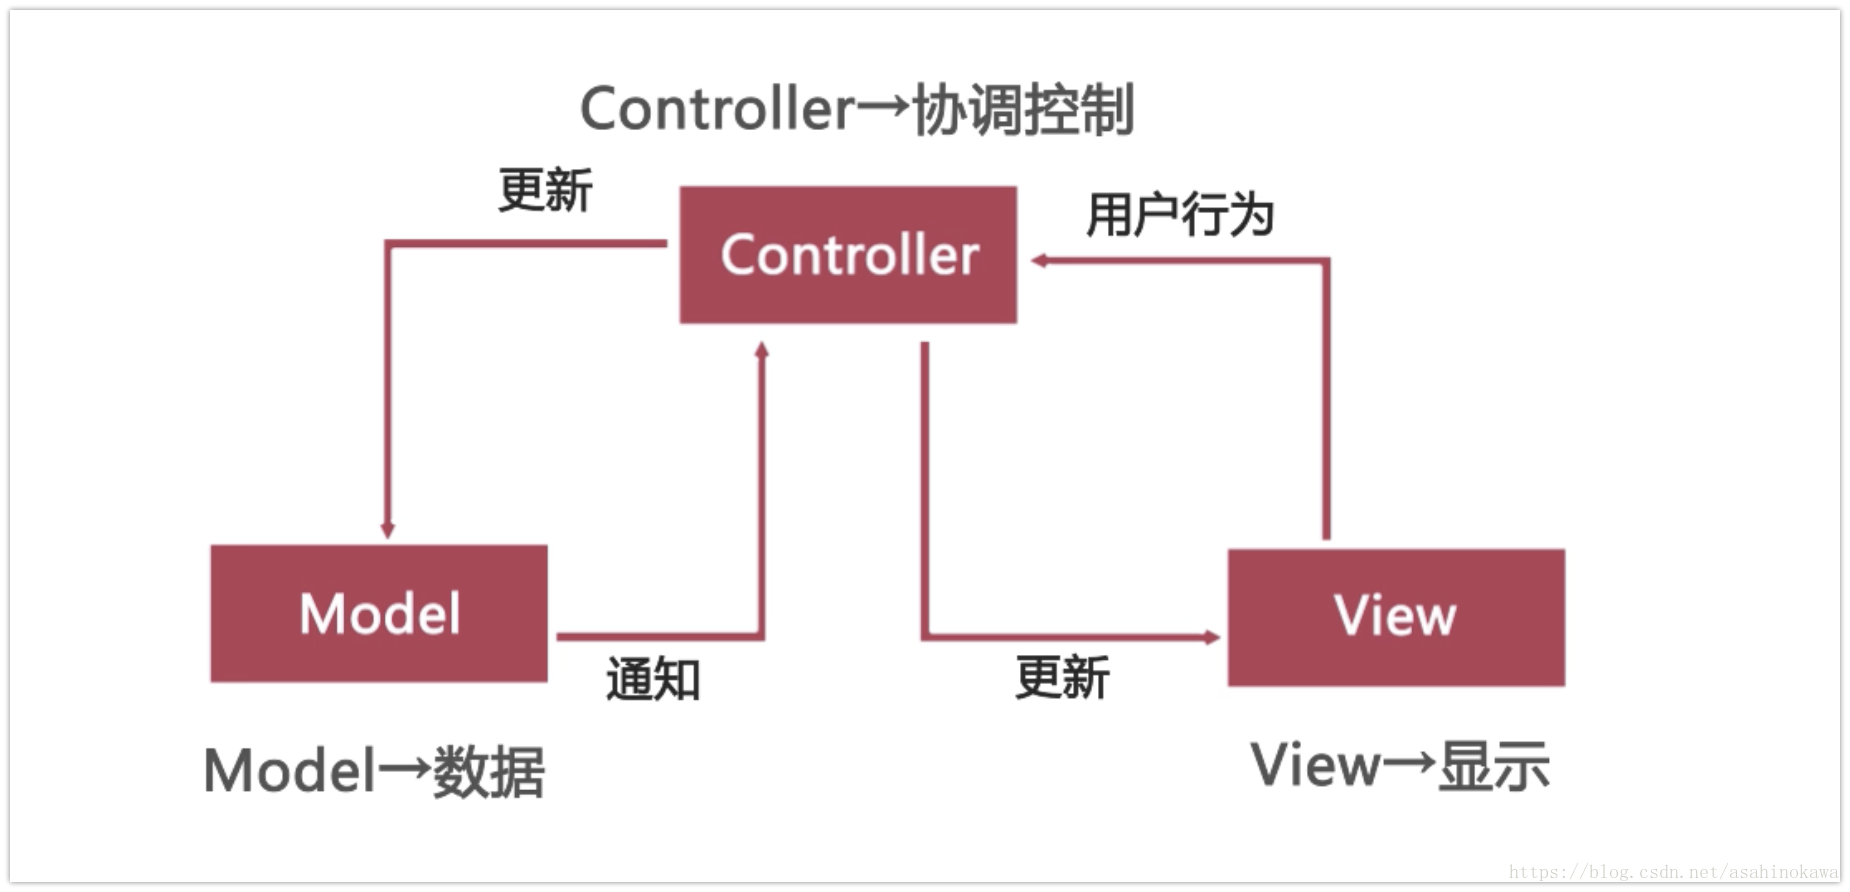 Controller→协调控制
更新
Controller
用户行为
Model
View
通知
更新
Model→数据
View→显示
https://blog.csdn.net/asahinokawa